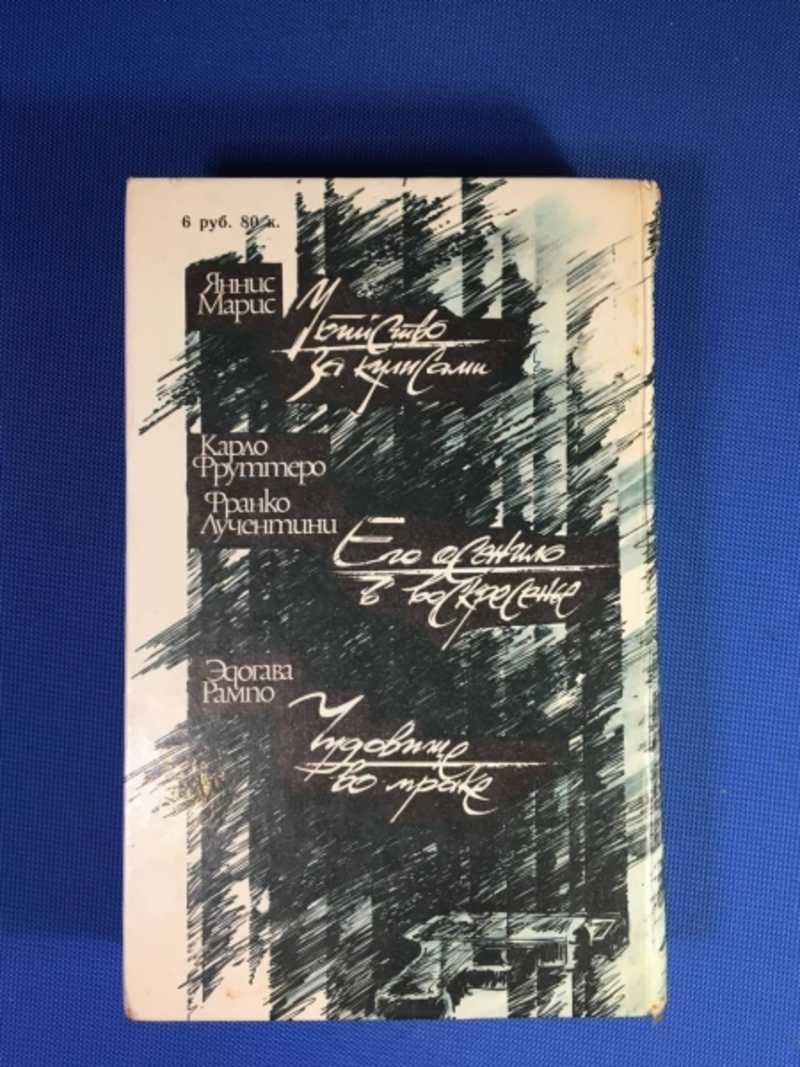 6 руб. 80 к.
Яннис
Марис
Убийство
за кулисами
Карло
Фруттеро
Франко
Лучентини
Его осенило
в воскресенье
Эдогава
Рампо
Чудовище
во мраке